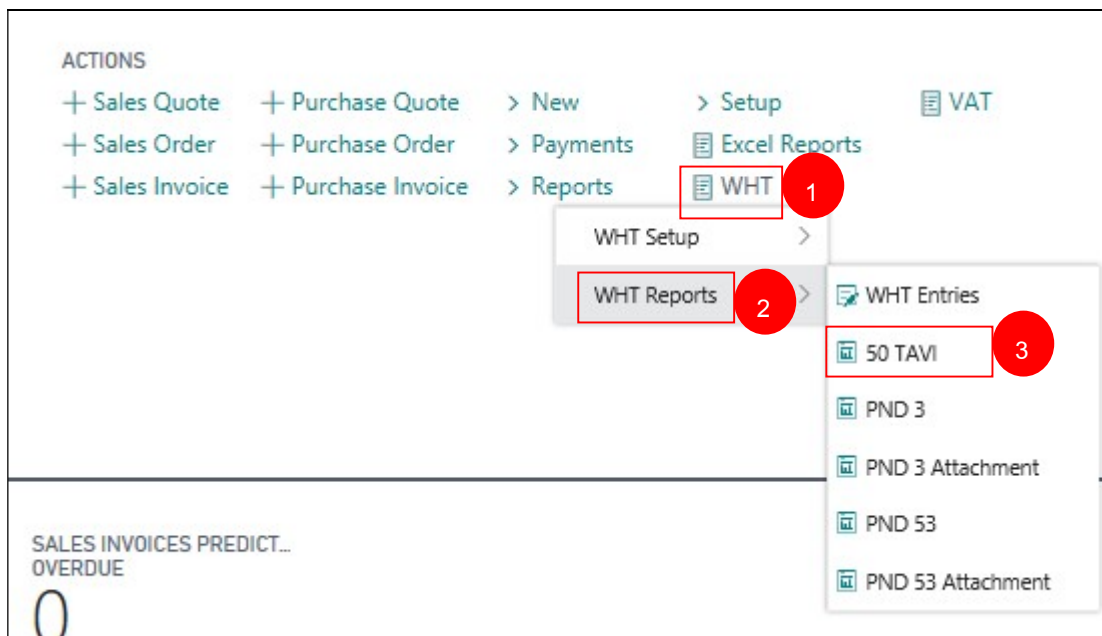 ACTIONS
+ Sales Quote + Purchase Quote > New > Setup VAT
+ Sales Order + Purchase Order > Payments Excel Reports
+ Sales Invoice + Purchase Invoice > Reports WHT 1
WHT Setup >
WHT Reports 2 > WHT Entries
50 TAVI 3
PND 3
PND 3 Attachment
PND 53
PND 53 Attachment
SALES INVOICES PREDICT...
OVERDUE
0